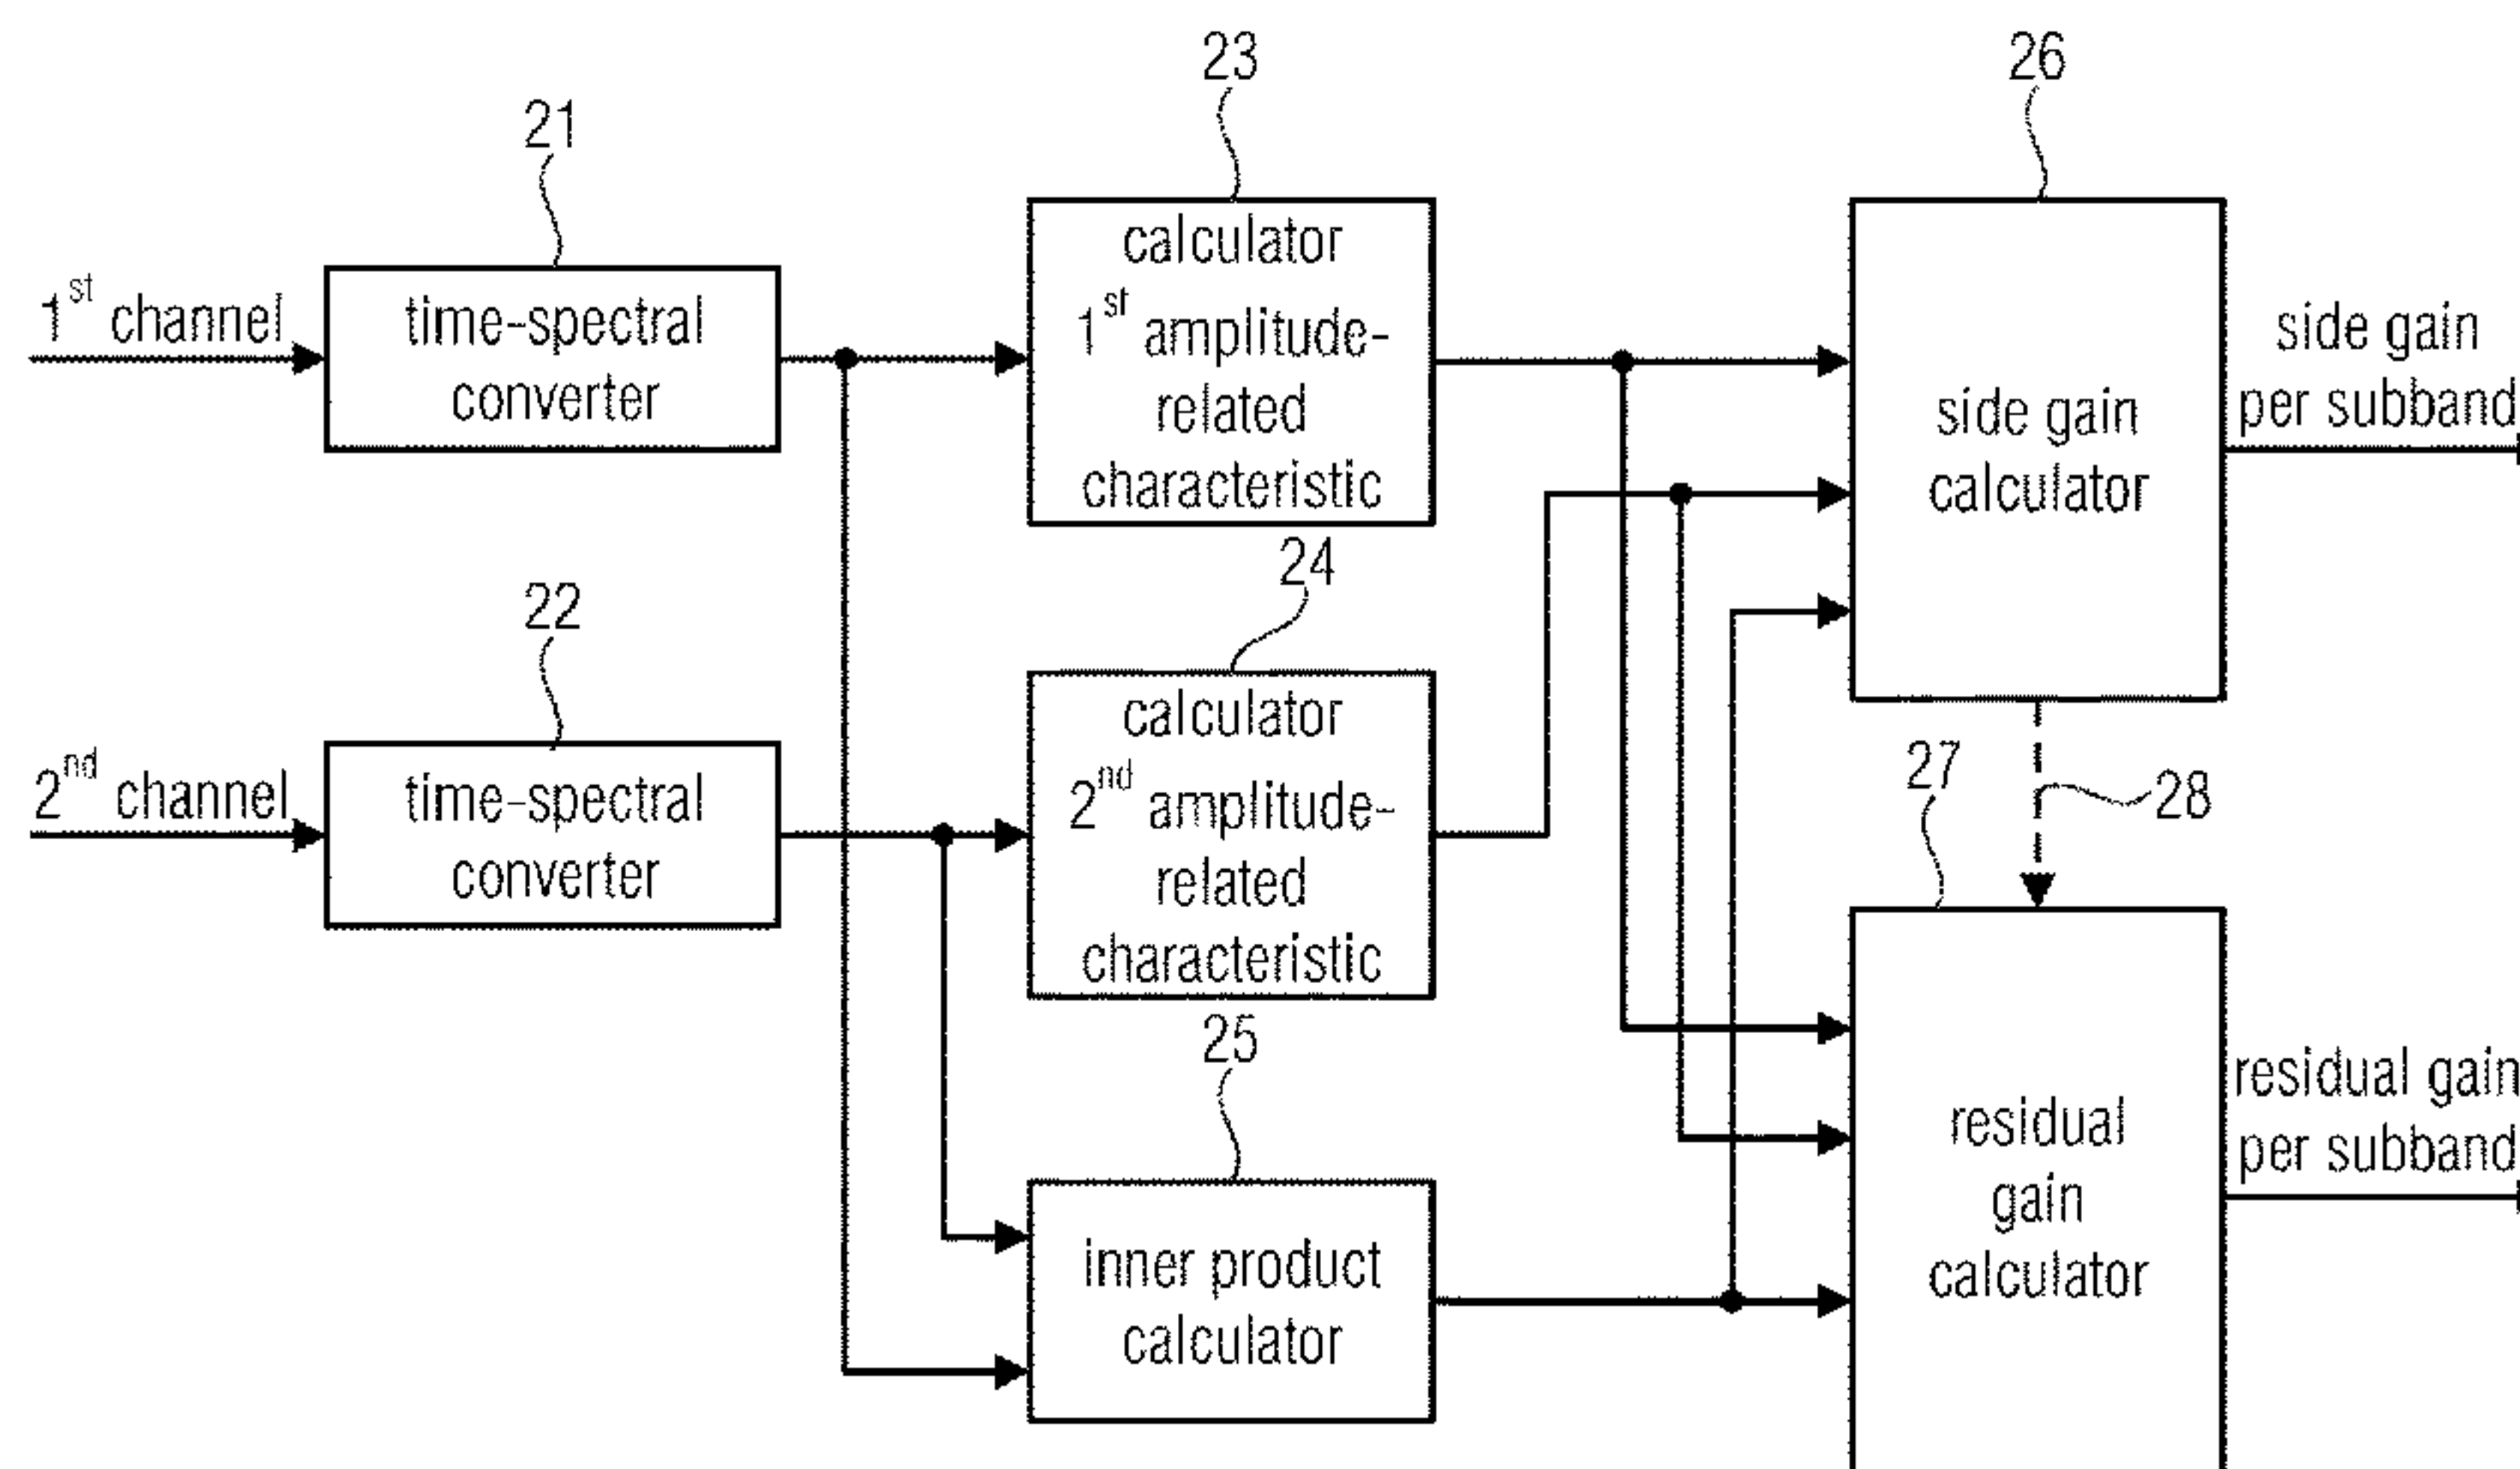 23
26
21
1st channel
time-spectral
converter
calculator
1st amplitude-
related
characteristic
side gain
calculator
side gain
per subband
24
22
2nd channel
time-spectral
converter
calculator
2nd amplitude-
related
characteristic
27
28
25
inner product
calculator
residual
gain
calculator
residual gain
per subband